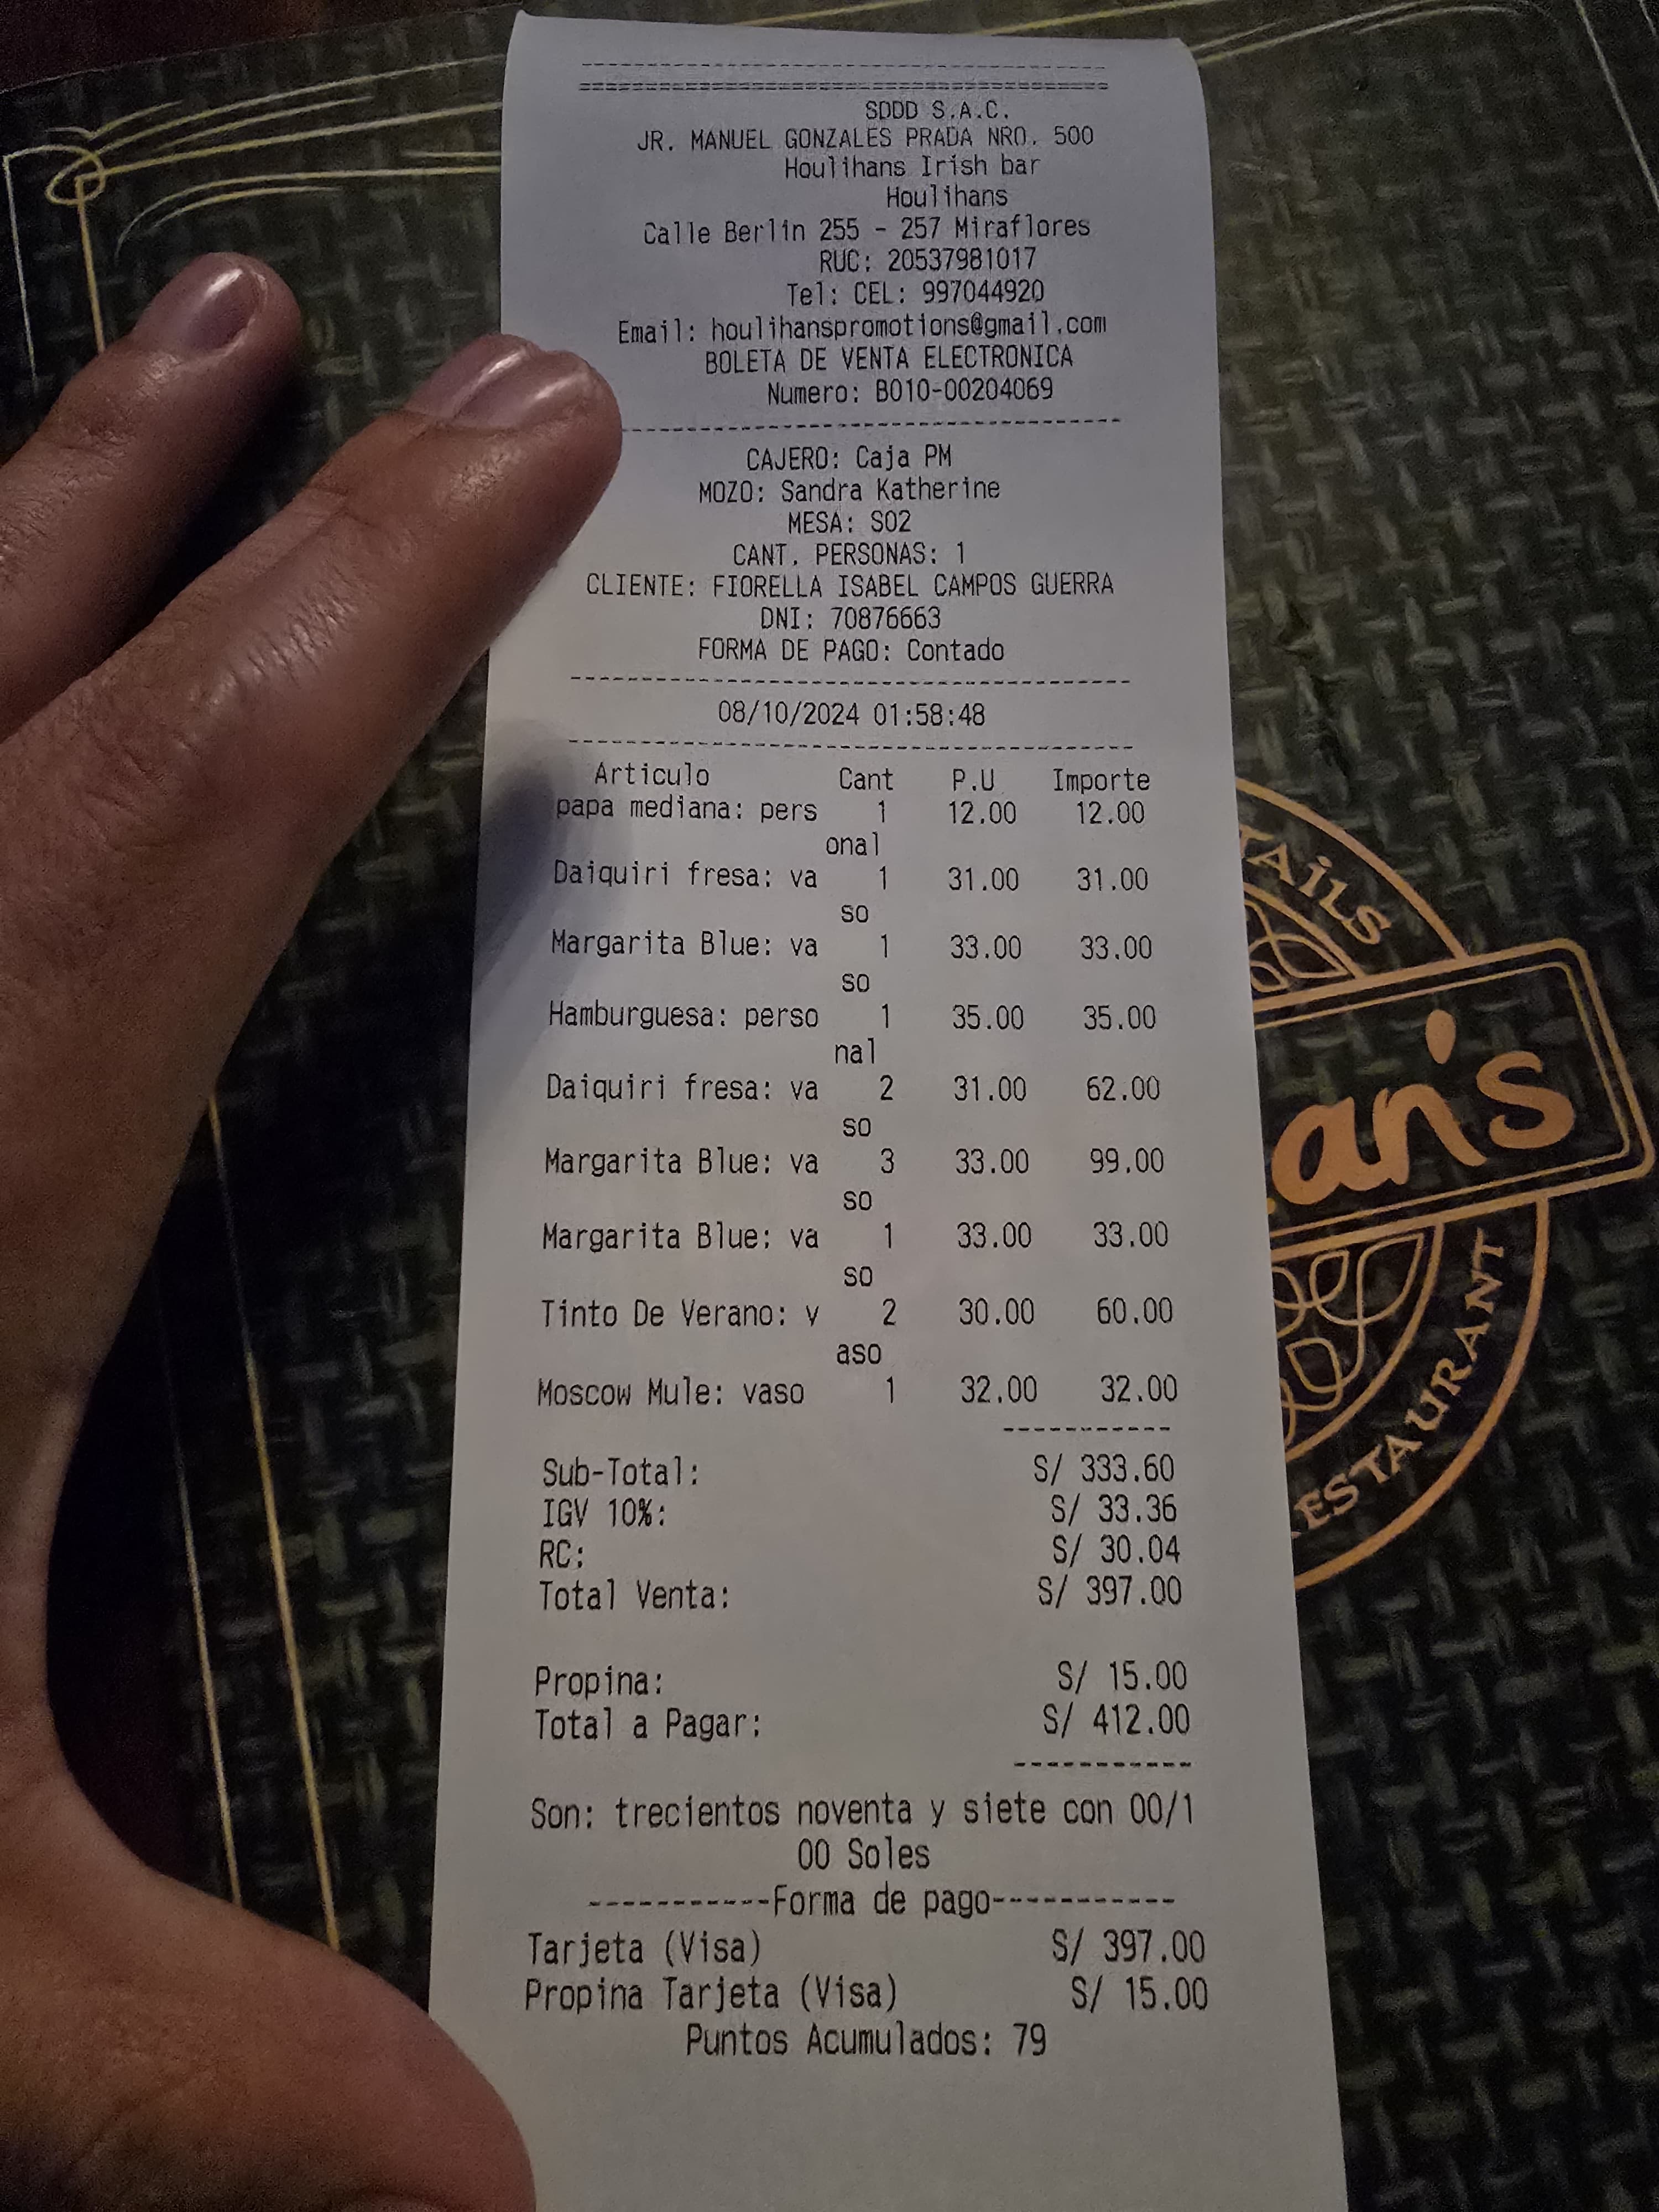 SDDD S.A.C.
JR. MANUEL GONZALES PRADA NRO. 500
Houlihans Irish bar
Houlihans
Calle Berlin 255 - 257 Miraflores
RUC: 20537981017
Tel: CEL: 997044920
Email: houlihanspromotions@gmail.com
BOLETA DE VENTA ELECTRONICA
Numero: B010-00204069
CAJERO: Caja PM
MOZO: Sandra Katherine
MESA: S02
CANT. PERSONAS: 1
CLIENTE: FIORELLA ISABEL CAMPOS GUERRA
DNI: 70876663
FORMA DE PAGO: Contado
08/10/2024 01:58:48
Articulo Cant P.U Importe
papa mediana: pers 1 12.00 12.00
onal
Daiquiri fresa: va 1 31.00 31.00
so
Margarita Blue: va 1 33.00 33.00
so
Hamburguesa: perso 1 35.00 35.00
nal
Daiquiri fresa: va 2 31.00 62.00
so
Margarita Blue: va 3 33.00 99.00
so
Margarita Blue: va 1 33.00 33.00
so
Tinto De Verano: v 2 30.00 60.00
aso
Moscow Mule: vaso 1 32.00 32.00
Sub-Total: S/ 333.60
IGV 10%: S/ 33.36
RC: S/ 30.04
Total Venta: S/ 397.00
Propina: S/ 15.00
Total a Pagar: S/ 412.00
Son: trecientos noventa y siete con 00/1
00 Soles
-----------Forma de pago-----------
Tarjeta (Visa) S/ 397.00
Propina Tarjeta (Visa) S/ 15.00
Puntos Acumulados: 79
AiLS
an's
ESTAURANT